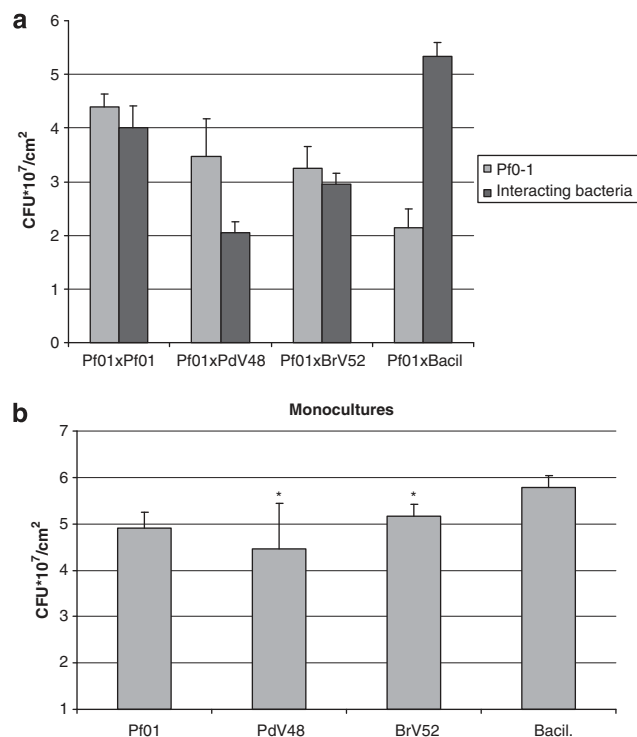 a
6
5
4
3
2
1
0
CFU*10⁷/cm²
Pf01xPf01 Pf01xPdV48 Pf01xBrV52 Pf01xBacil
Pf0-1
Interacting bacteria
b
Monocultures
7
6
5
4
3
2
1
CFU*10⁷/cm²
* *
Pf01 PdV48 BrV52 Bacil.